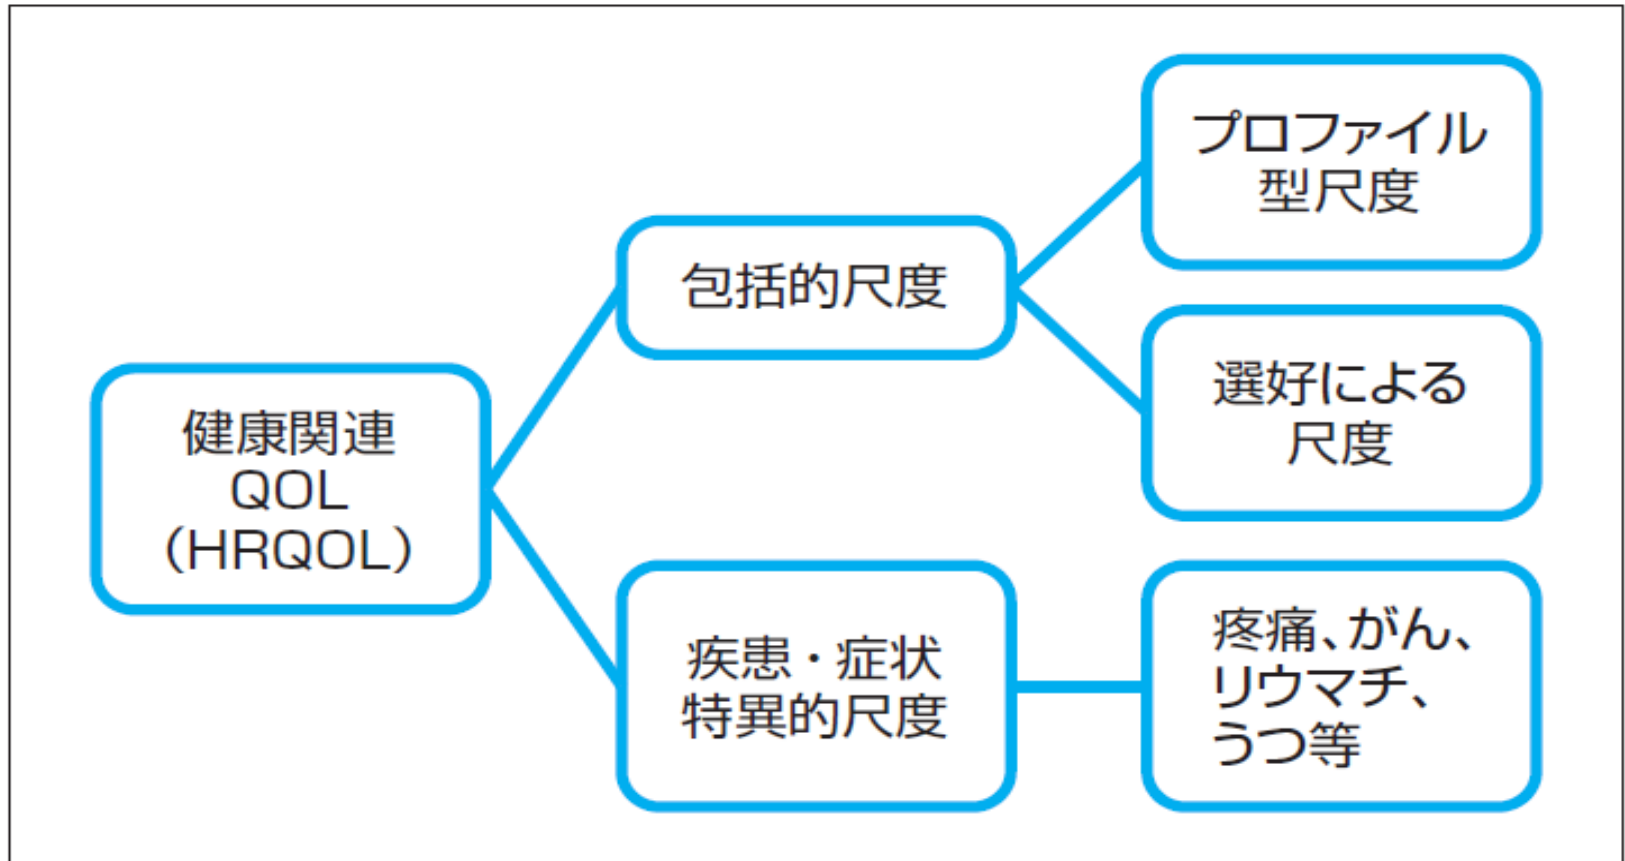 健康関連
QOL
(HRQOL)
包括的尺度
疾患・症状
特異的尺度
プロファイル
型尺度
選好による
尺度
疼痛、がん、
リウマチ、
うつ等